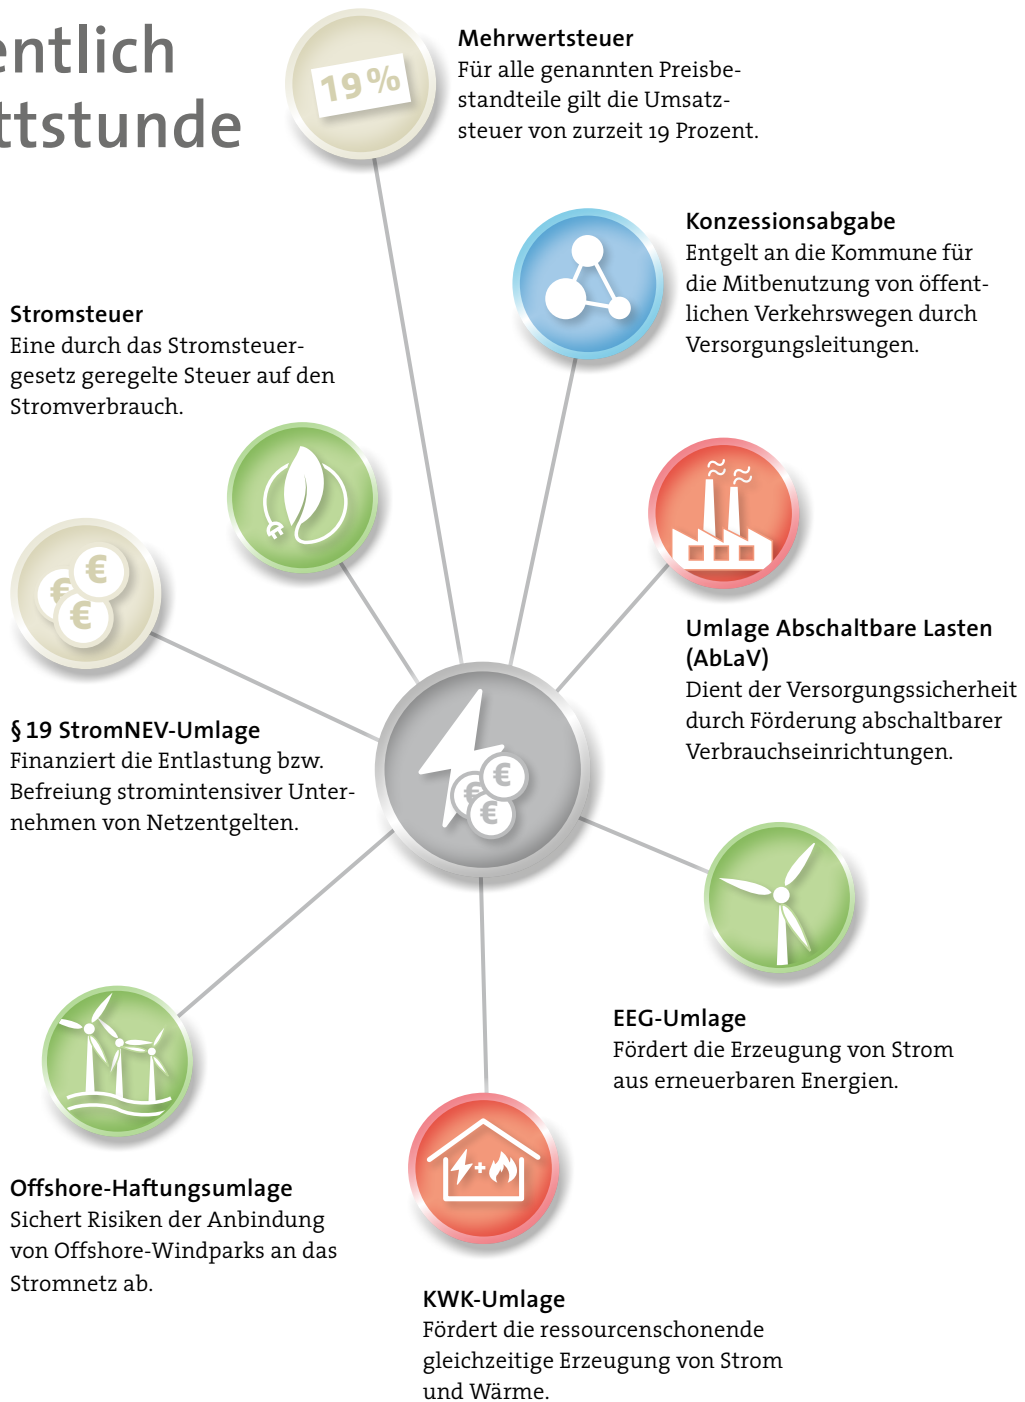 entlich
ttstunde
19 %
Mehrwertsteuer
Für alle genannten Preisbe-
standteile gilt die Umsatz-
steuer von zurzeit 19 Prozent.
Konzessionsabgabe
Entgelt an die Kommune für
die Mitbenutzung von öffent-
lichen Verkehrswegen durch
Versorgungsleitungen.
Stromsteuer
Eine durch das Stromsteuer-
gesetz geregelte Steuer auf den
Stromverbrauch.
€
€
€
Umlage Abschaltbare Lasten
(AbLaV)
Dient der Versorgungssicherheit
durch Förderung abschaltbarer
Verbrauchseinrichtungen.
§ 19 StromNEV-Umlage
Finanziert die Entlastung bzw.
Befreiung stromintensiver Unter-
nehmen von Netzentgelten.
€
€
€
EEG-Umlage
Fördert die Erzeugung von Strom
aus erneuerbaren Energien.
Offshore-Haftungsumlage
Sichert Risiken der Anbindung
von Offshore-Windparks an das
Stromnetz ab.
+
KWK-Umlage
Fördert die ressourcenschonende
gleichzeitige Erzeugung von Strom
und Wärme.